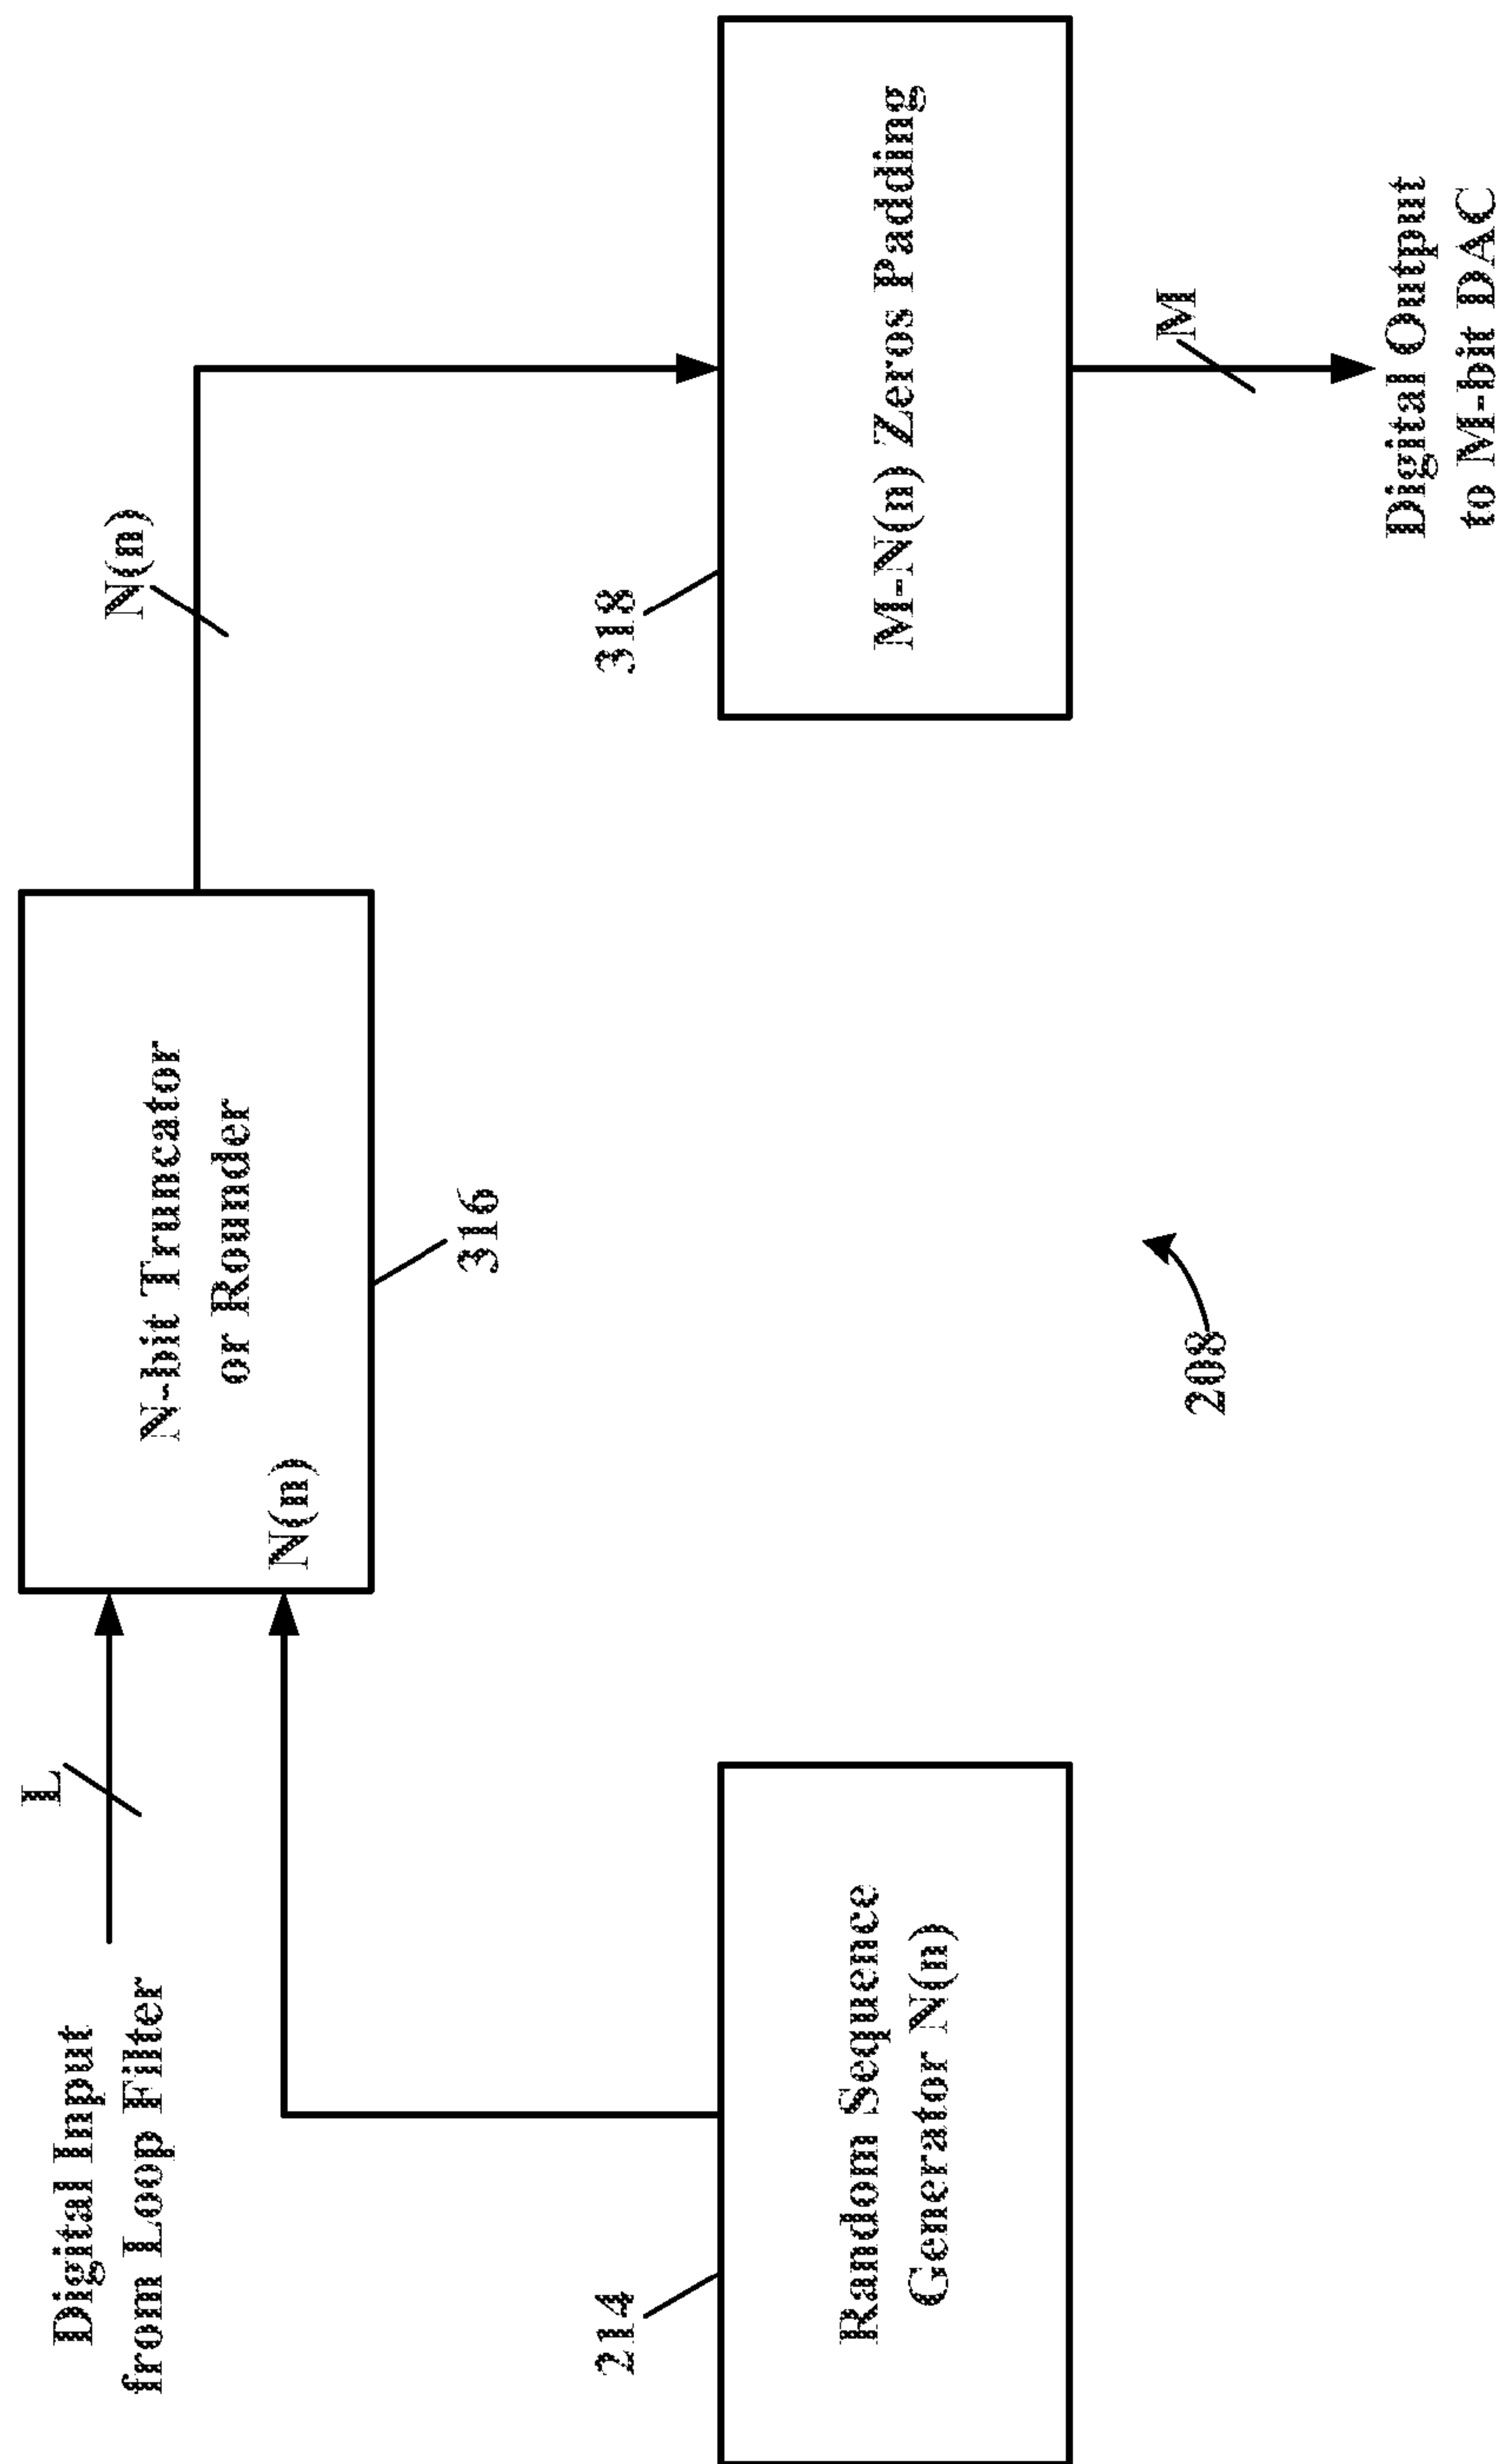 Digital Input
from Loop Filter
L
N-bit Truncator
or Rounder
N(n)
316
N(n)
214
Random Sequence
Generator N(n)
318
M-N(n) Zeros Padding
M
Digital Output
to M-bit DAC
208